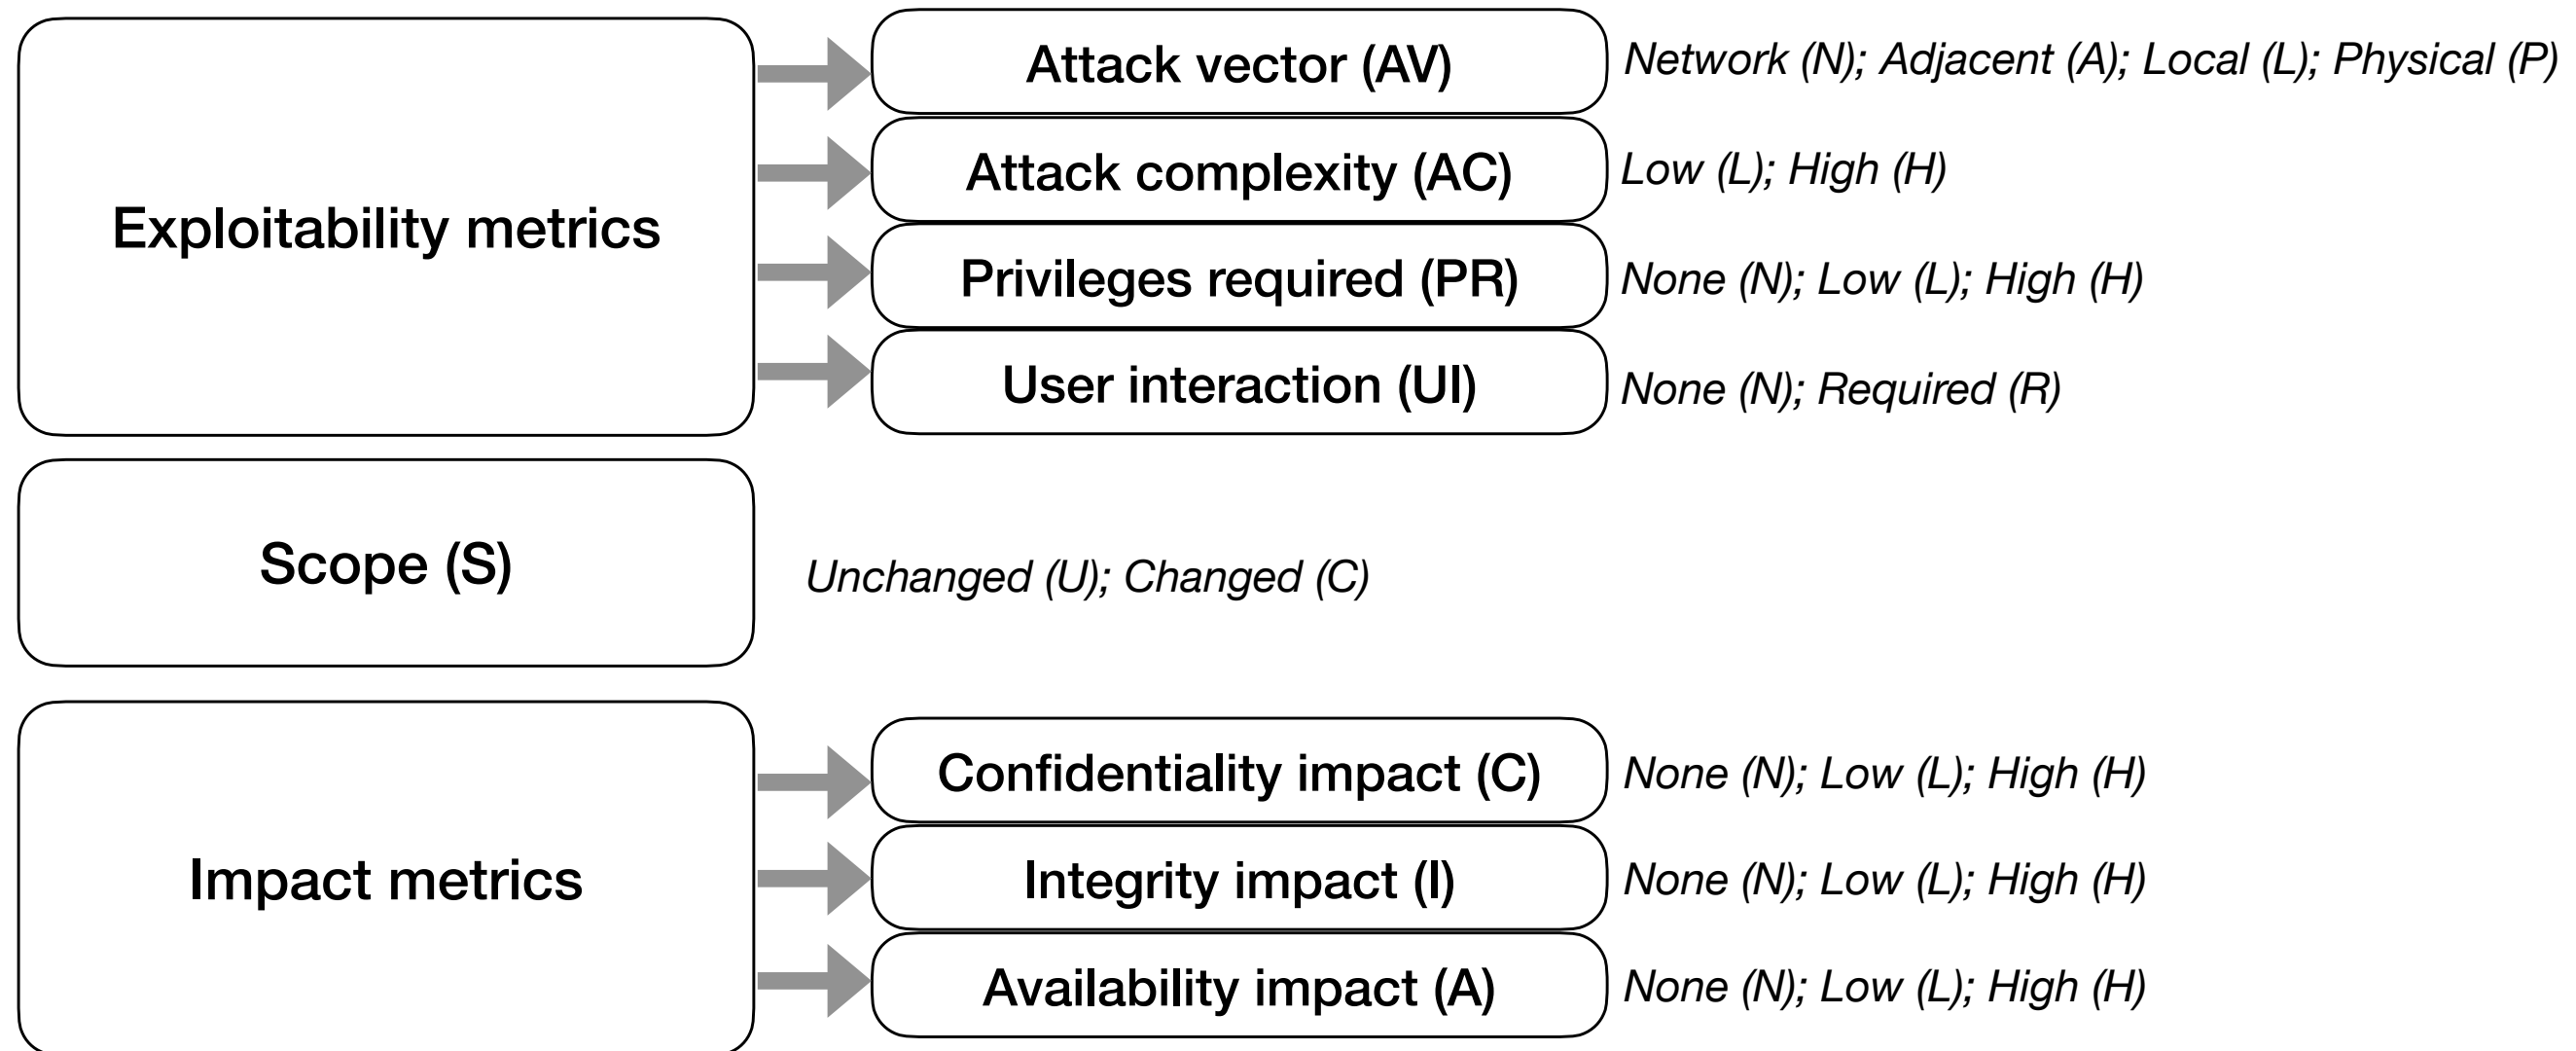 Exploitability metrics
Attack vector (AV)
Network (N); Adjacent (A); Local (L); Physical (P)
Attack complexity (AC)
Low (L); High (H)
Privileges required (PR)
None (N); Low (L); High (H)
User interaction (UI)
None (N); Required (R)
Scope (S)
Unchanged (U); Changed (C)
Impact metrics
Confidentiality impact (C)
None (N); Low (L); High (H)
Integrity impact (I)
None (N); Low (L); High (H)
Availability impact (A)
None (N); Low (L); High (H)